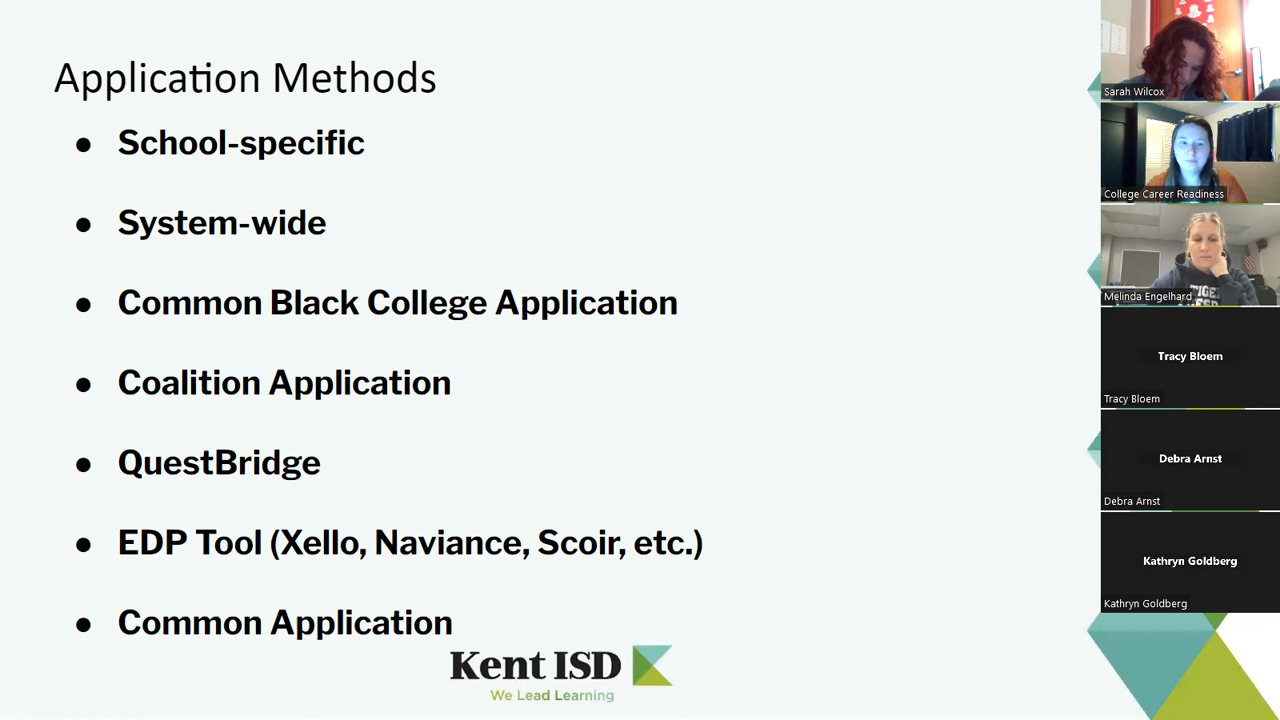 Application Methods
● School-specific
● System-wide
● Common Black College Application
● Coalition Application
● QuestBridge
● EDP Tool (Xello, Naviance, Scoir, etc.)
● Common Application
Kent ISD
We Lead Learning
Sarah Wilcox
College Career Readiness
Melinda Engelhard
Tracy Bloem
Tracy Bloem
Debra Arnst
Debra Arnst
Kathryn Goldberg
Kathryn Goldberg